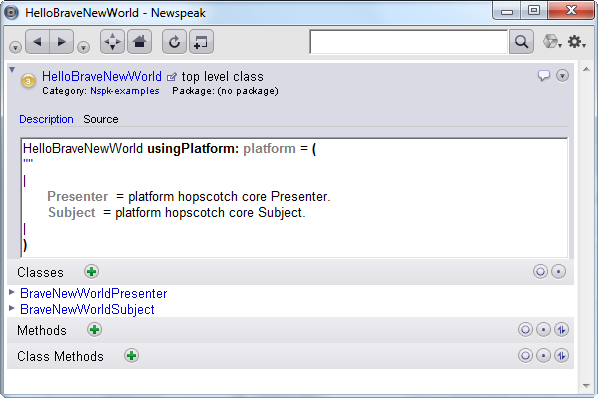 HelloBraveNewWorld - Newspeak
HelloBraveNewWorld top level class
Category: Nspk-examples Package: (no package)
Description Source
HelloBraveNewWorld usingPlatform: platform = (
""
|
Presenter = platform hopscotch core Presenter.
Subject = platform hopscotch core Subject.
|
)
Classes
BraveNewWorldPresenter
BraveNewWorldSubject
Methods
Class Methods